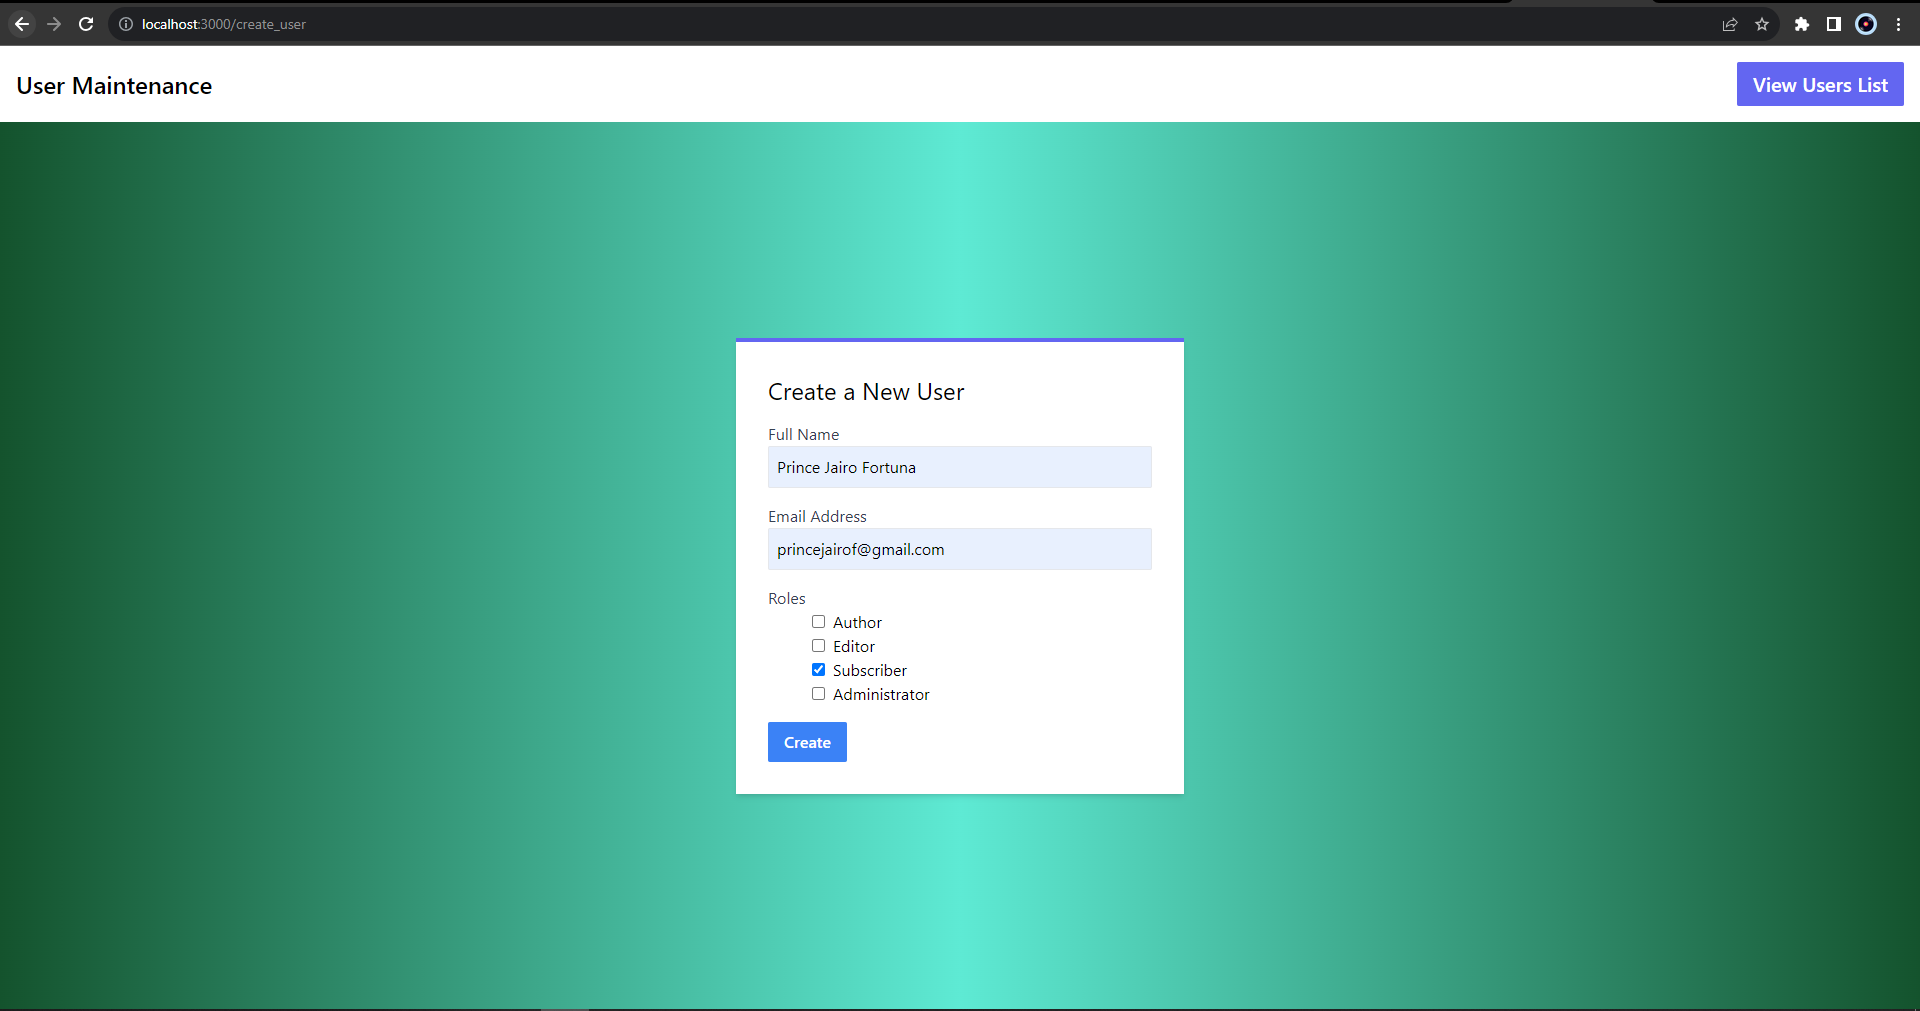 localhost:3000/create_user
User Maintenance
View Users List
Create a New User
Full Name
Prince Jairo Fortuna
Email Address
princejairof@gmail.com
Roles
Author
Editor
Subscriber
Administrator
Create